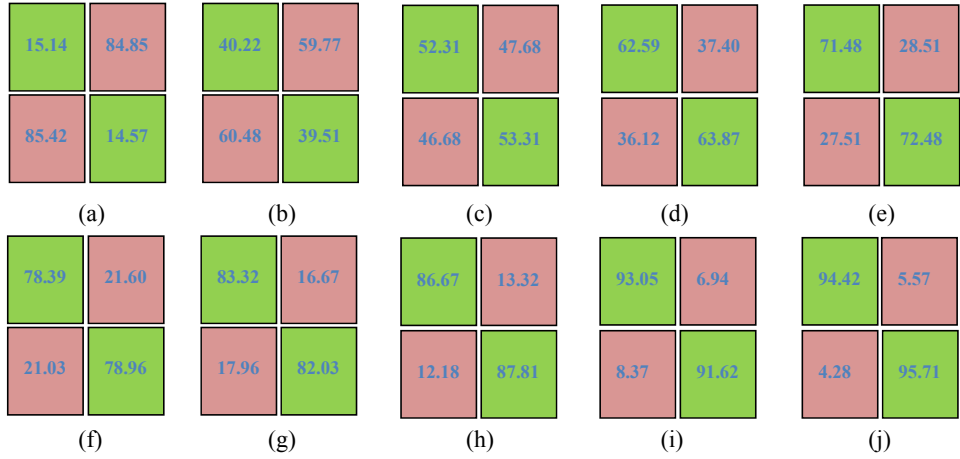 15.14 84.85 40.22 59.77 52.31 47.68 62.59 37.40 71.48 28.51
85.42 14.57 60.48 39.51 46.68 53.31 36.12 63.87 27.51 72.48
(a) (b) (c) (d) (e)
78.39 21.60 83.32 16.67 86.67 13.32 93.05 6.94 94.42 5.57
21.03 78.96 17.96 82.03 12.18 87.81 8.37 91.62 4.28 95.71
(f) (g) (h) (i) (j)